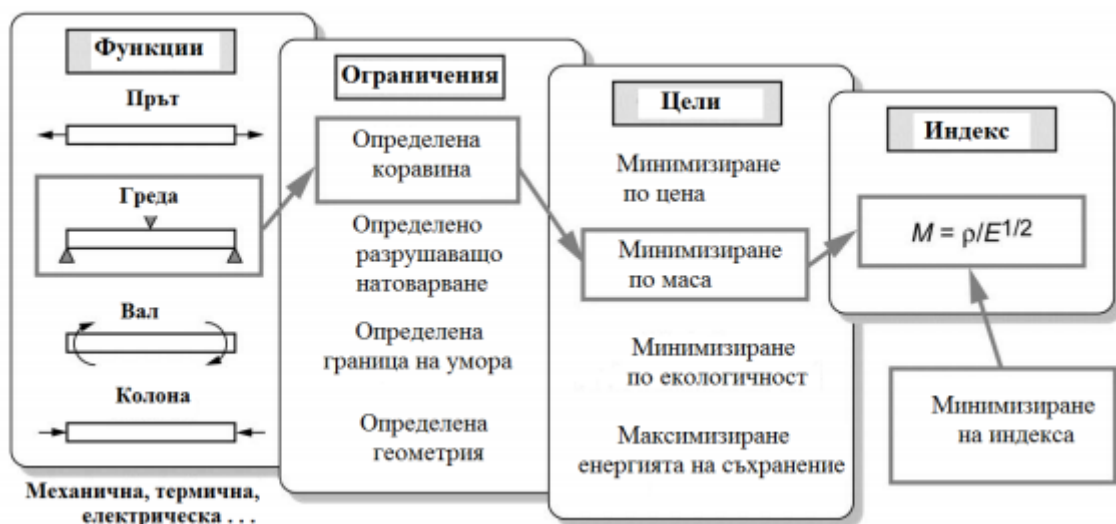 Функции
Прът
Греда
Вал
Колона
Механична, термична,
електрическа . . .
Ограничения
Определена
коравина
Определено
разрушаващо
натоварване
Определена
граница на умора
Определена
геометрия
Цели
Минимизиране
по цена
Минимизиране
по маса
Минимизиране
по екологичност
Максимизиране
енергията на съхранение
Индекс
M = ρ/E^1/2
Минимизиране
на индекса